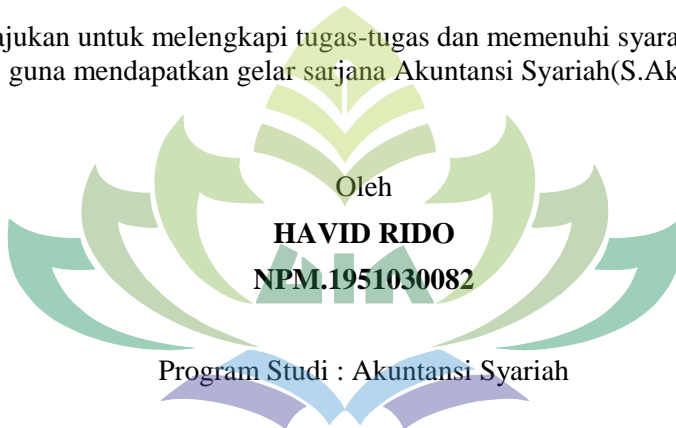 ajukan untuk melengkapi tugas-tugas dan memenuhi syara
guna mendapatkan gelar sarjana Akuntansi Syariah(S.Ak
Oleh
HAVID RIDO
NPM.1951030082
Program Studi : Akuntansi Syariah